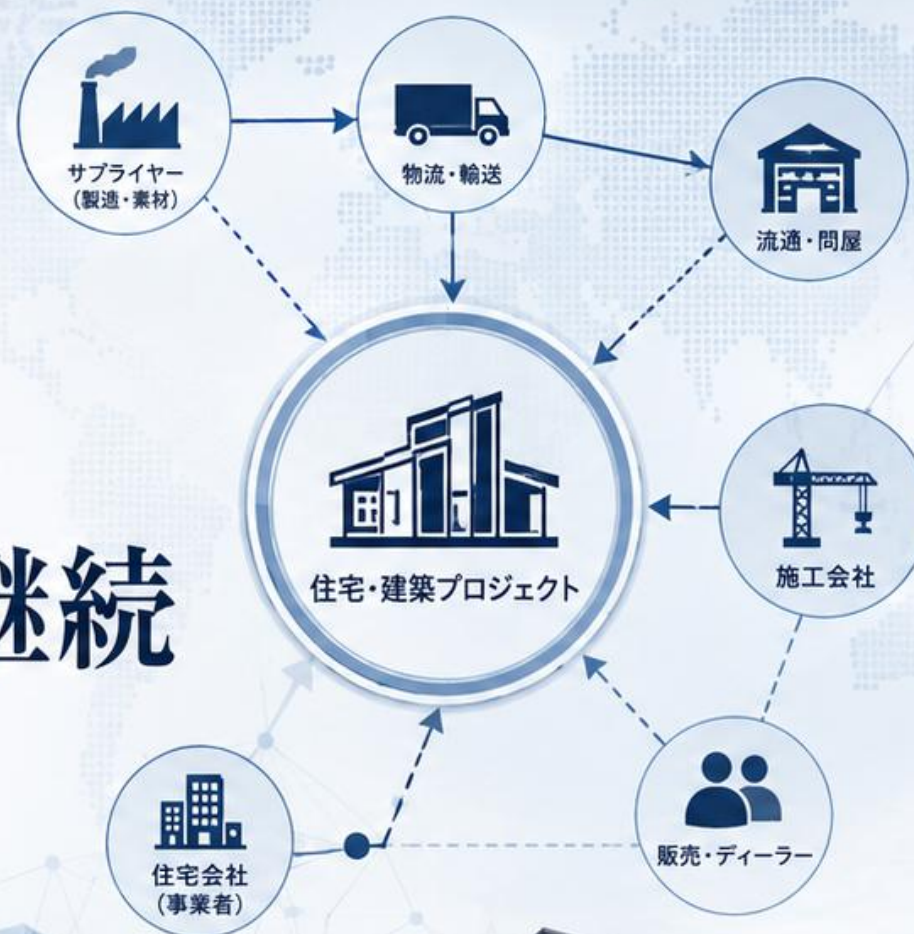 サプライヤー
(製造・素材)
物流・輸送
流通・問屋
住宅・建築プロジェクト
施工会社
継続
住宅会社
(事業者)
販売・ディーラー